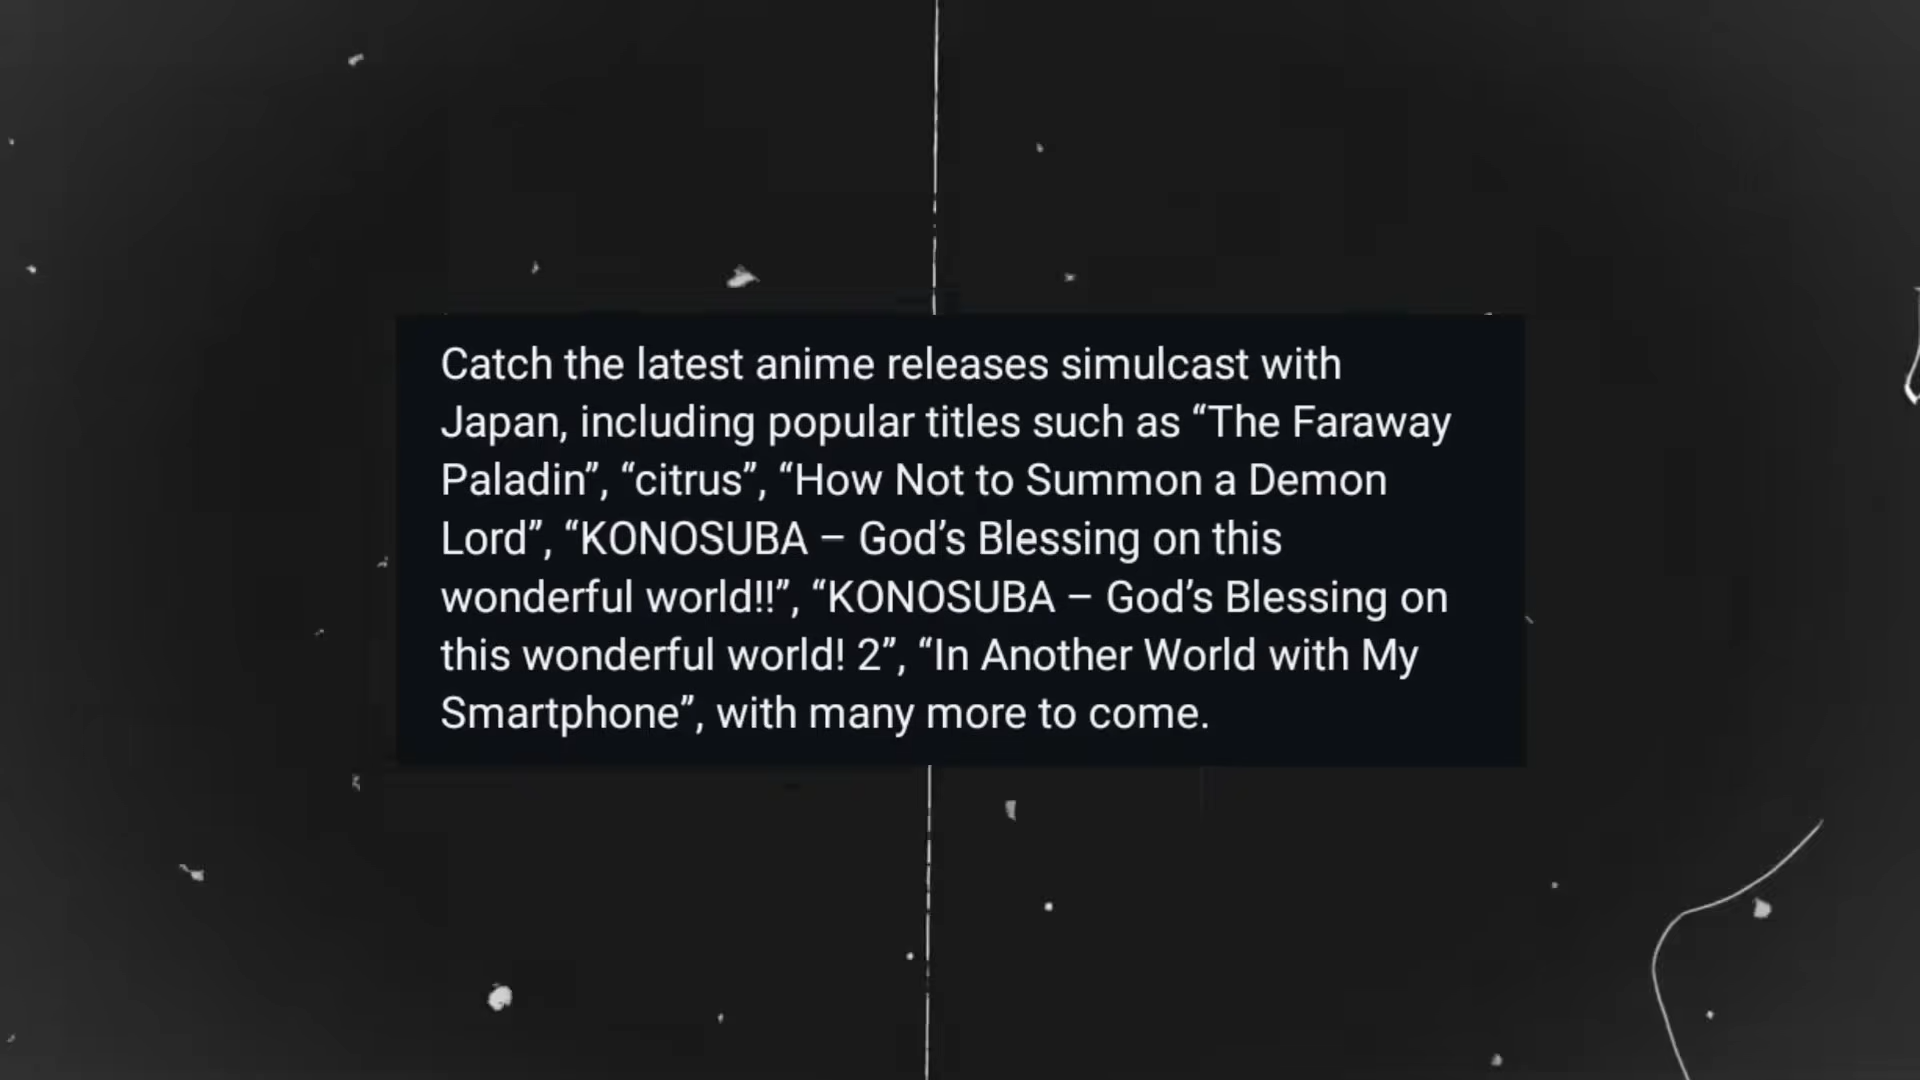 Catch the latest anime releases simulcast with
Japan, including popular titles such as “The Faraway
Paladin”, “citrus”, “How Not to Summon a Demon
Lord”, “KONOSUBA – God’s Blessing on this
wonderful world!!”, “KONOSUBA – God’s Blessing on
this wonderful world! 2”, “In Another World with My
Smartphone”, with many more to come.